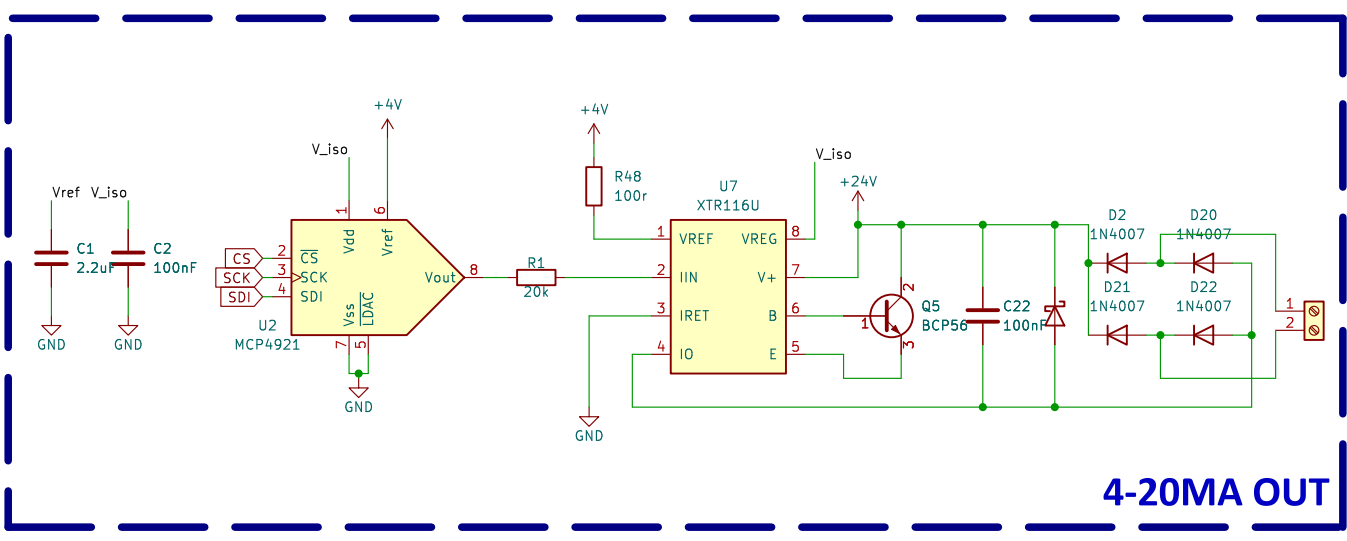 +4V
+4V
V_iso
V_iso
+24V
Vref V_iso
R48
100r
U7
XTR116U
C1
2.2uF
C2
100nF
GND
GND
CS
SCK
SDI
2
3
4
1
6
Vdd
Vref
CS
SCK
SDI
Vout
8
Vss
LDAC
7
5
U2
MCP4921
GND
R1
20k
1
2
3
4
VREF
IIN
IRET
IO
VREG
V+
B
E
8
7
6
5
GND
1
2
3
Q5
BCP56
C22
100nF
D2
1N4007
D20
1N4007
D21
1N4007
D22
1N4007
1
2
4-20MA OUT